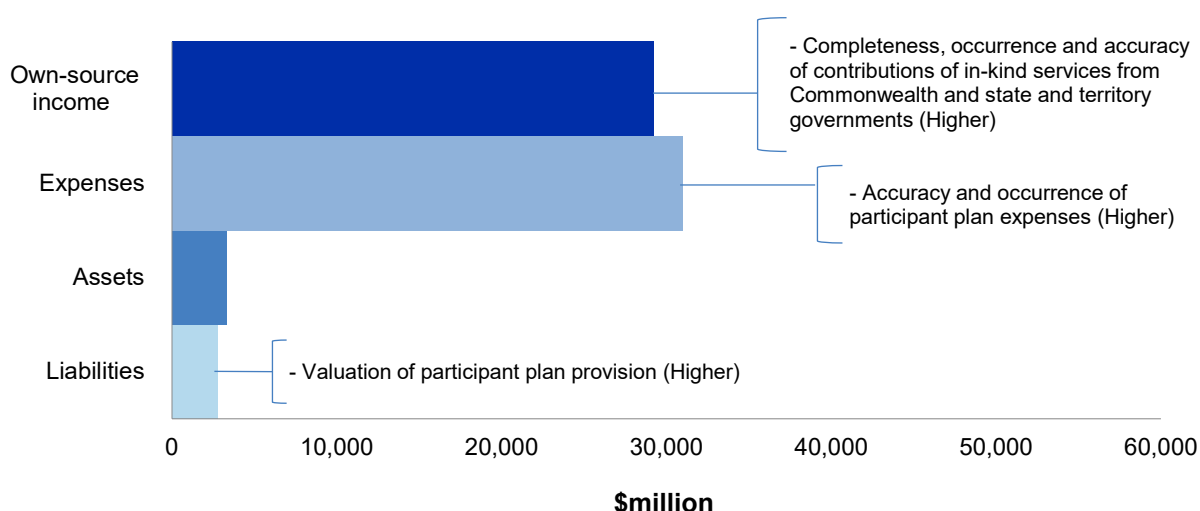 Own-source
income
- Completeness, occurrence and accuracy
of contributions of in-kind services from
Commonwealth and state and territory
governments (Higher)
Expenses
- Accuracy and occurrence of
participant plan expenses (Higher)
Assets
Liabilities
- Valuation of participant plan provision (Higher)
0 10,000 20,000 30,000 40,000 50,000 60,000
$million